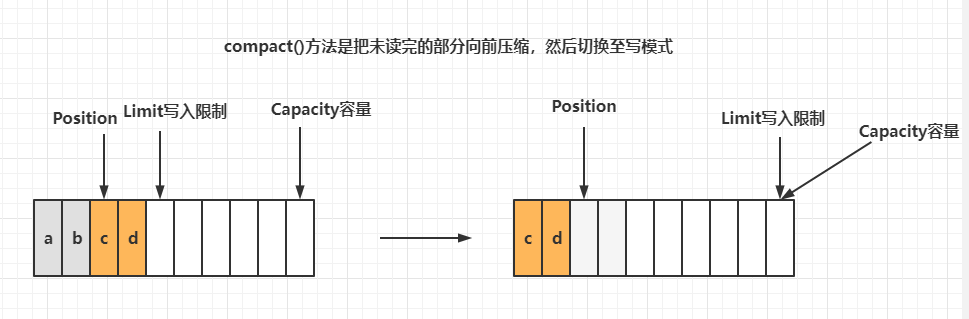 compact()方法是把未读完的部分向前压缩，然后切换至写模式
Position
Limit写入限制
Capacity容量
Position
Limit写入限制
Capacity容量
a b c d
c d